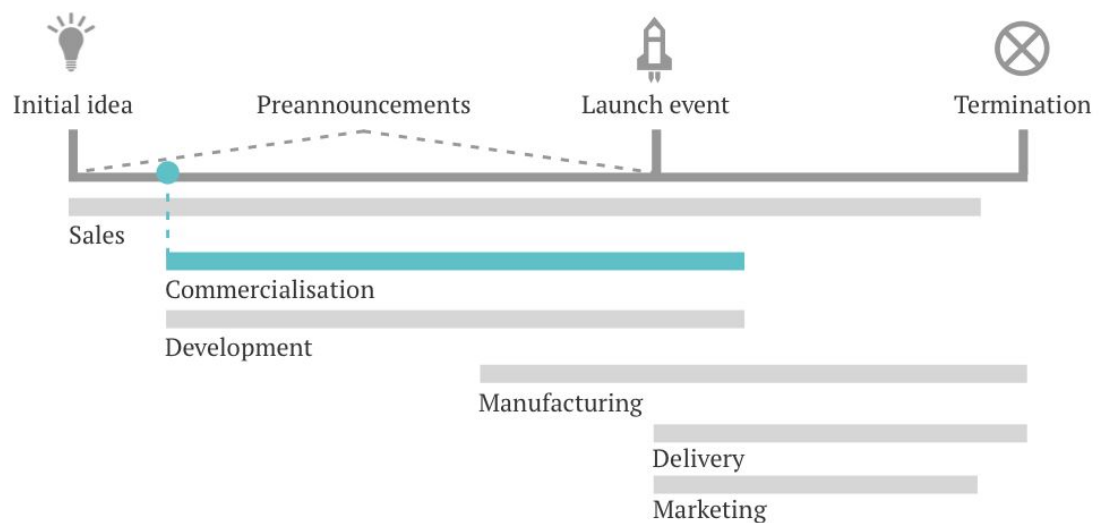 Initial idea
Preannouncements
Launch event
Termination
Sales
Commercialisation
Development
Manufacturing
Delivery
Marketing